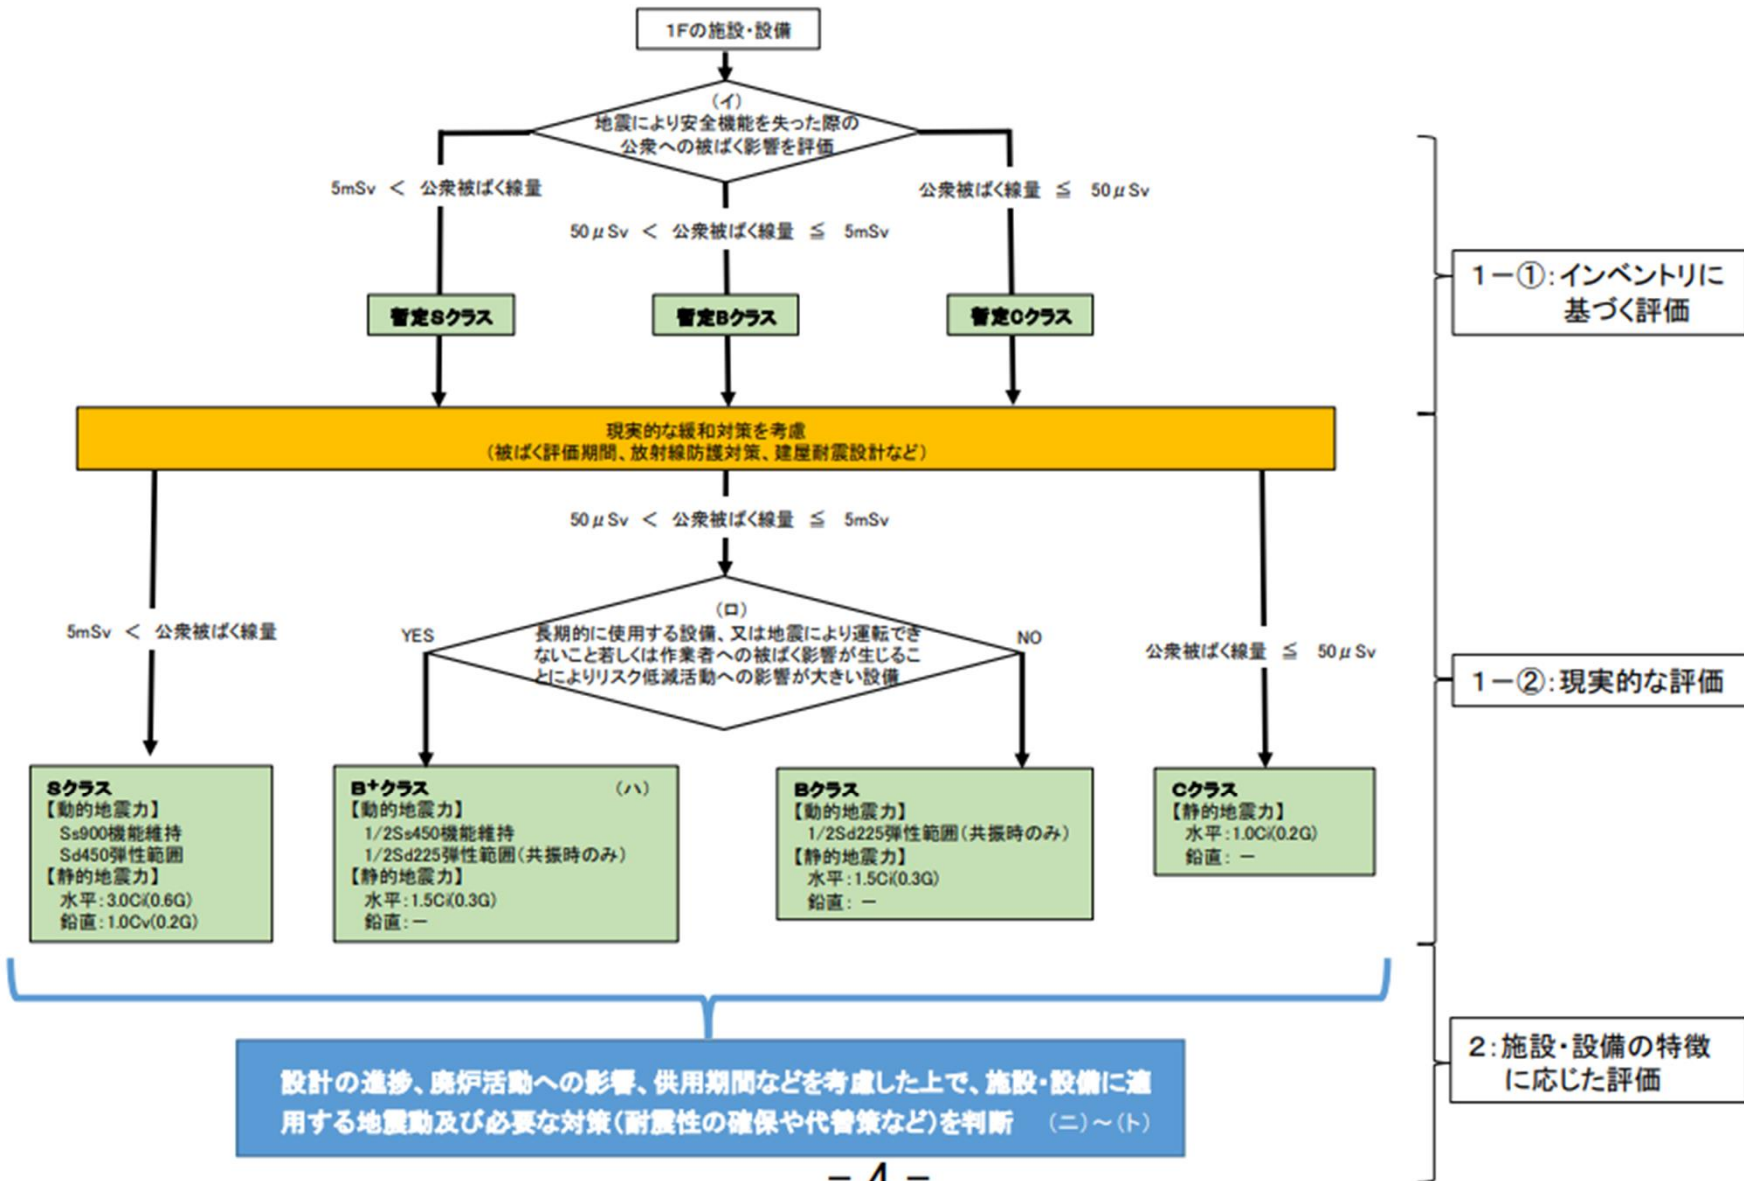 1Fの施設・設備
(イ)
地震により安全機能を失った際の
公衆への被ばく影響を評価
5mSv ＜ 公衆被ばく線量
公衆被ばく線量 ≦ 50μSv
50μSv ＜ 公衆被ばく線量 ≦ 5mSv
暫定Sクラス
暫定Bクラス
暫定Cクラス
1－①：インベントリに
基づく評価
現実的な緩和対策を考慮
(被ばく評価期間、放射線防護対策、建屋耐震設計など)
50μSv ＜ 公衆被ばく線量 ≦ 5mSv
5mSv ＜ 公衆被ばく線量
YES
(ロ)
長期的に使用する設備、又は地震により運転でき
ないこと若しくは作業者への被ばく影響が生じるこ
とによりリスク低減活動への影響が大きい設備
NO
公衆被ばく線量 ≦ 50μSv
1－②：現実的な評価
Sクラス
【動的地震力】
Ss900機能維持
Sd450弾性範囲
【静的地震力】
水平：3.0Ci(0.6G)
鉛直：1.0Cv(0.2G)
B⁺クラス (ハ)
【動的地震力】
1/2Ss450機能維持
1/2Sd225弾性範囲(共振時のみ)
【静的地震力】
水平：1.5Ci(0.3G)
鉛直：－
Bクラス
【動的地震力】
1/2Sd225弾性範囲(共振時のみ)
【静的地震力】
水平：1.5Ci(0.3G)
鉛直：－
Cクラス
【静的地震力】
水平：1.0Ci(0.2G)
鉛直：－
設計の進捗、廃炉活動への影響、供用期間などを考慮した上で、施設・設備に適
用する地震動及び必要な対策(耐震性の確保や代替策など)を判断 (ニ)～(ト)
2：施設・設備の特徴
に応じた評価
- 4 -